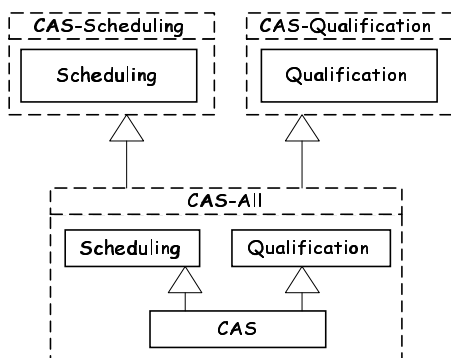 CAS-Scheduling CAS-Qualification
Scheduling Qualification
CAS-All
Scheduling Qualification
CAS